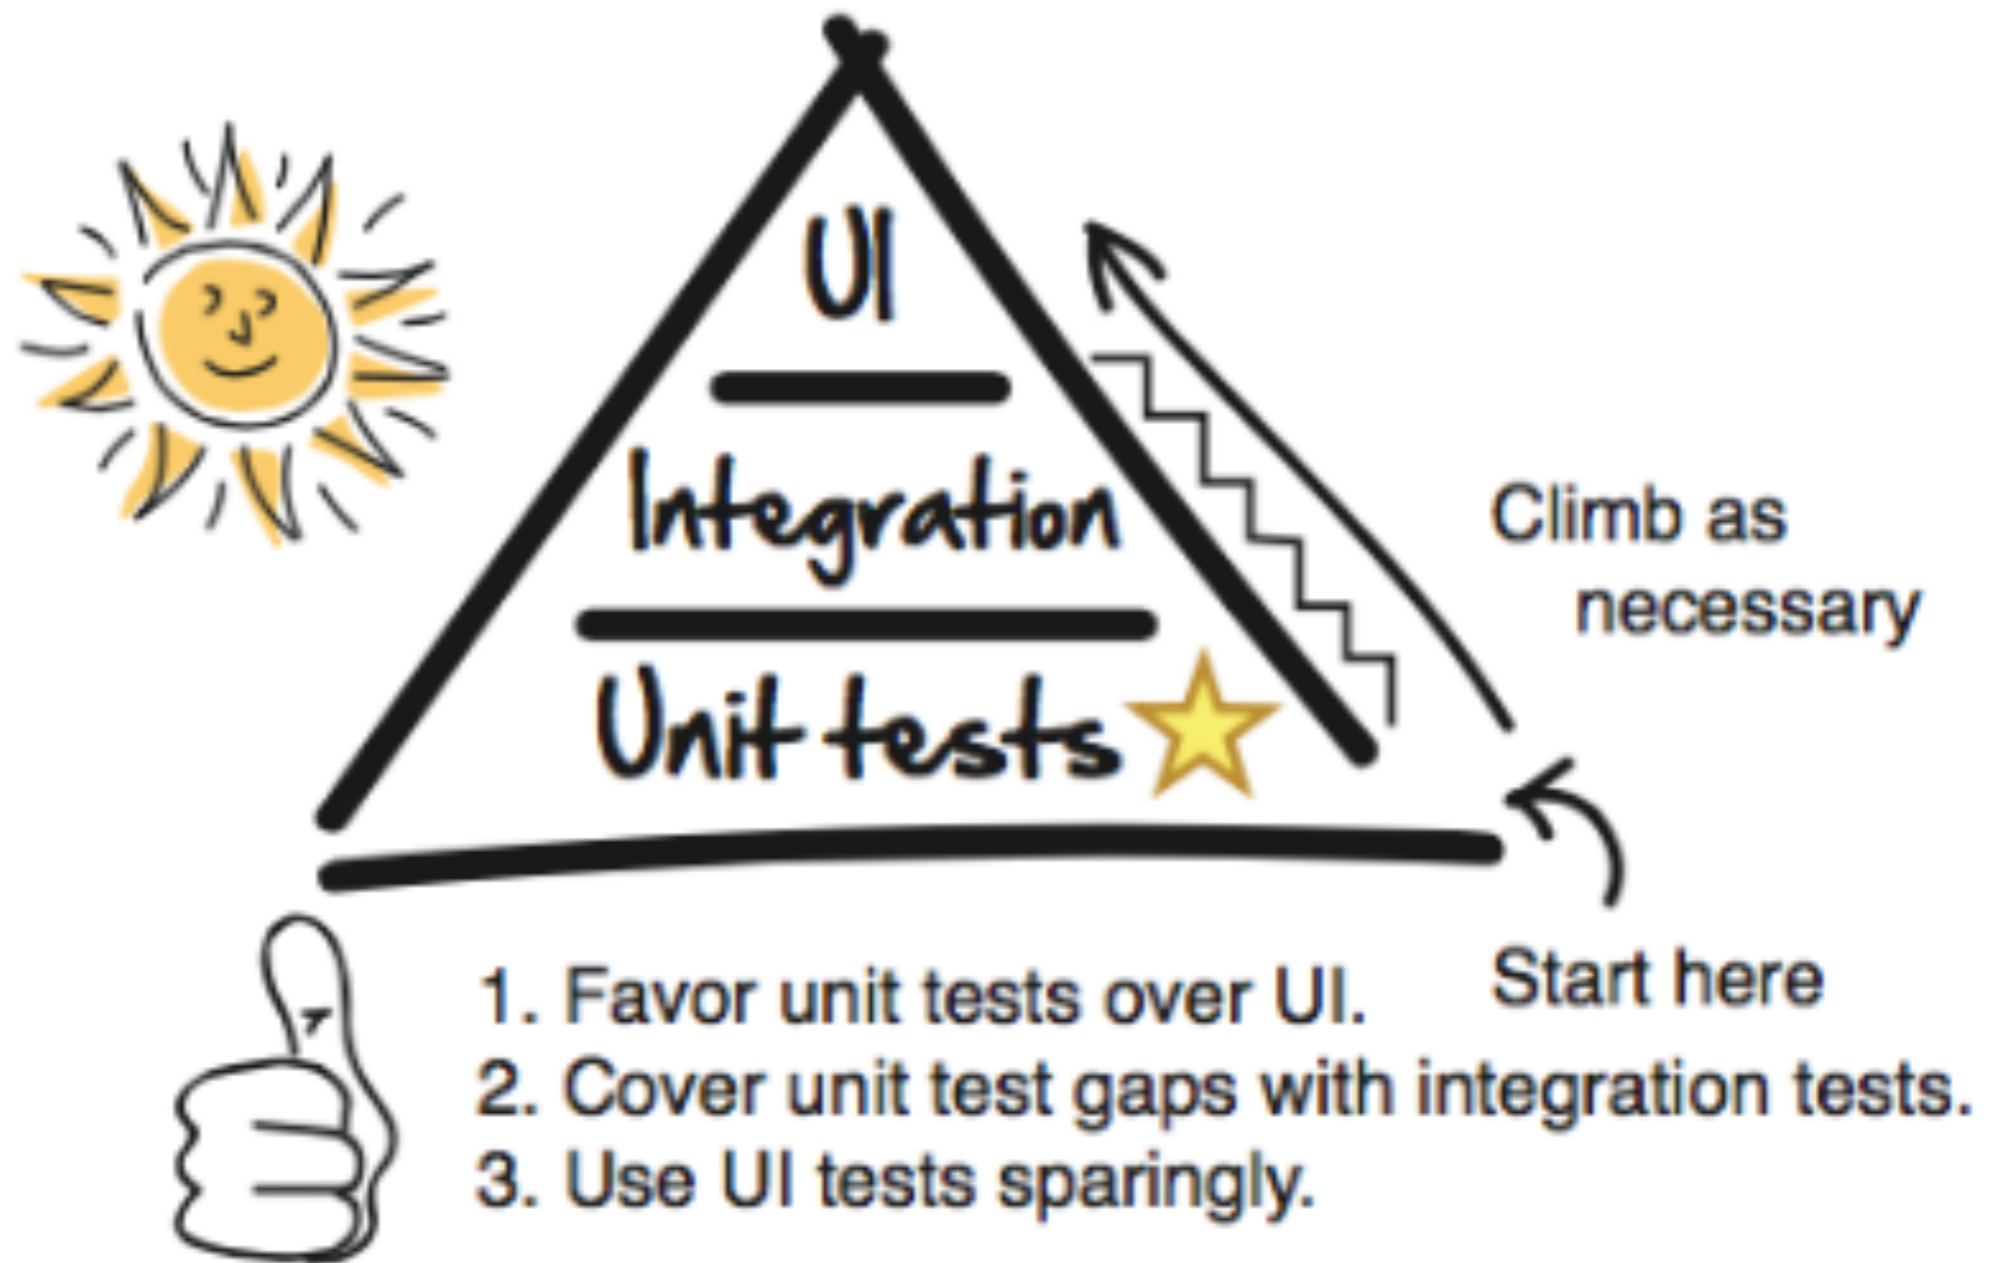 UI
Integration
Unit tests
Climb as
necessary
Start here
1. Favor unit tests over UI.
2. Cover unit test gaps with integration tests.
3. Use UI tests sparingly.